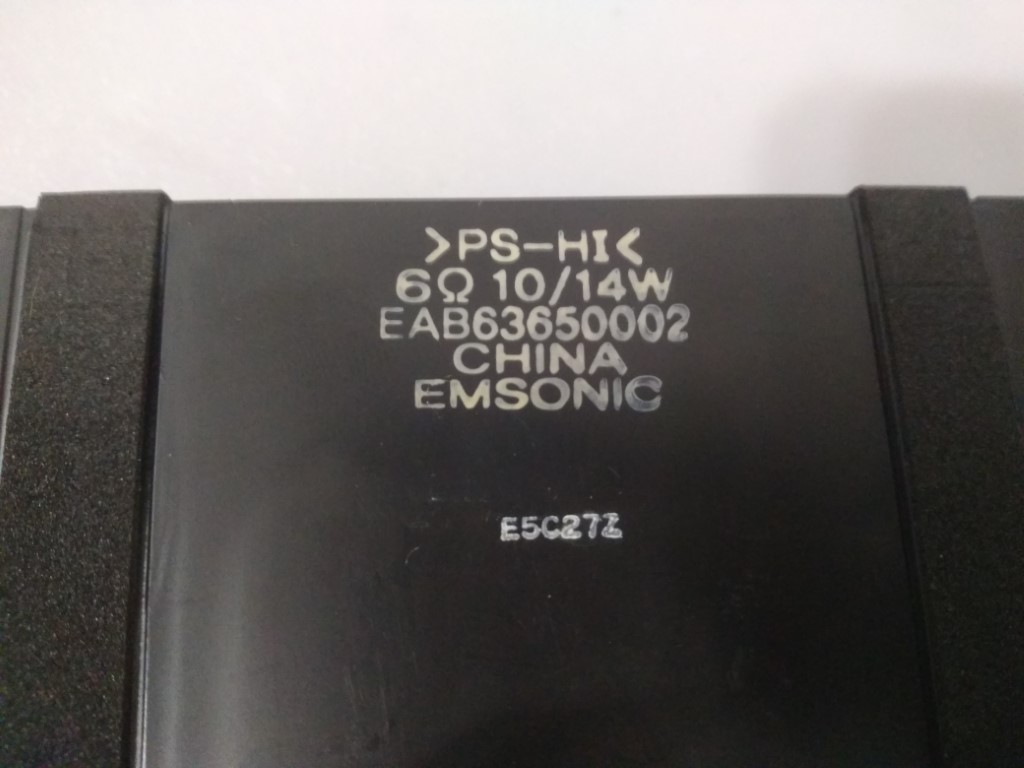 >PS-HI<
6Ω 10/14W
EAB63650002
CHINA
EMSONIC
E5C27Z